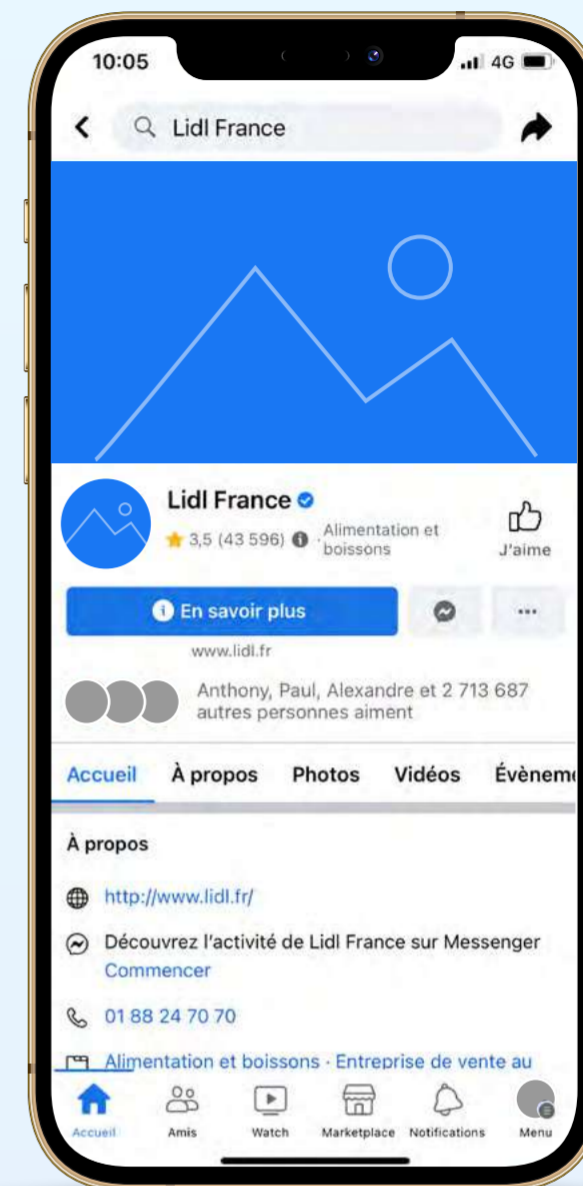 10:05
4G
Lidl France
Lidl France
3,5 (43 596) · Alimentation et
boissons
J'aime
En savoir plus
www.lidl.fr
Anthony, Paul, Alexandre et 2 713 687
autres personnes aiment
Accueil À propos Photos Vidéos Évèneme
À propos
http://www.lidl.fr/
Découvrez l'activité de Lidl France sur Messenger
Commencer
01 88 24 70 70
Alimentation et boissons · Entreprise de vente au
Accueil Amis Watch Marketplace Notifications Menu